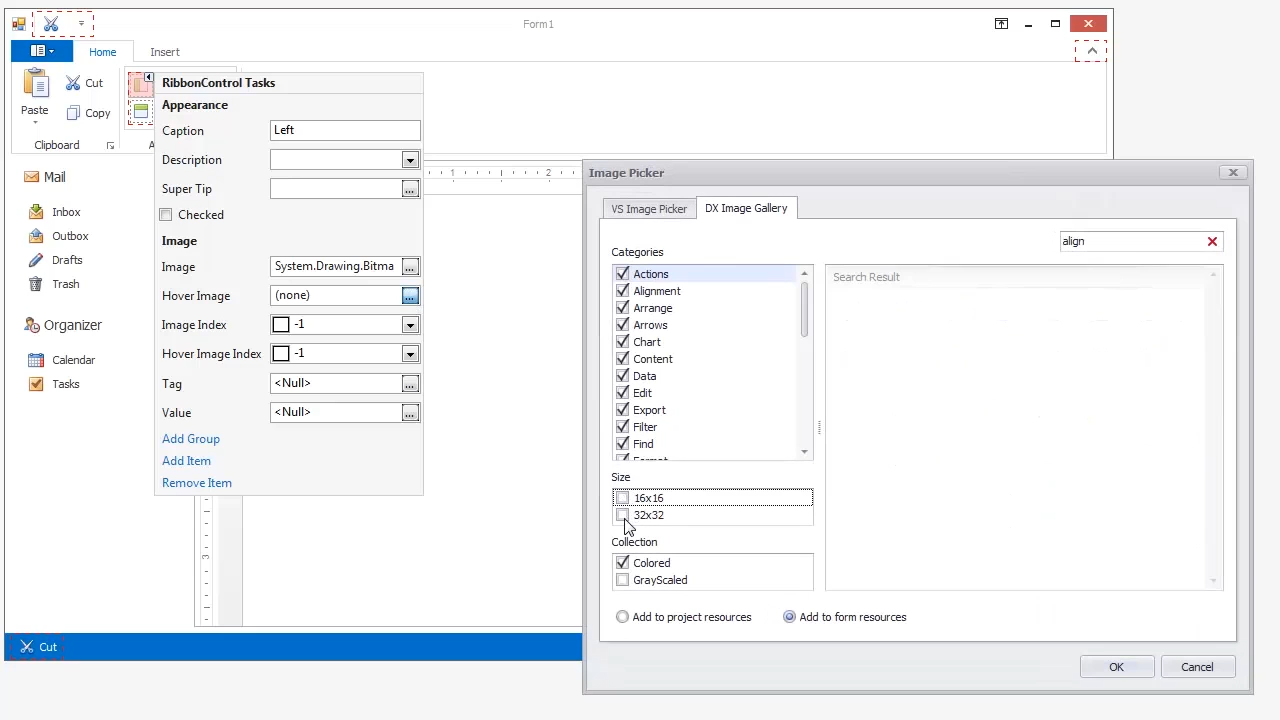 Form1
Home
Insert
Paste
Cut
Copy
Clipboard
A
Mail
Inbox
Outbox
Drafts
Trash
Organizer
Calendar
Tasks
RibbonControl Tasks
Appearance
Caption
Left
Description
Super Tip
...
Checked
Image
Image
System.Drawing.Bitma
...
Hover Image
(none)
...
Image Index
-1
Hover Image Index
-1
Tag
<Null>
...
Value
<Null>
...
Add Group
Add Item
Remove Item
1
2
3
Cut
Image Picker
VS Image Picker
DX Image Gallery
align
Categories
Actions
Alignment
Arrange
Arrows
Chart
Content
Data
Edit
Export
Filter
Find
Format
Search Result
Size
16x16
32x32
Collection
Colored
GrayScaled
Add to project resources
Add to form resources
OK
Cancel